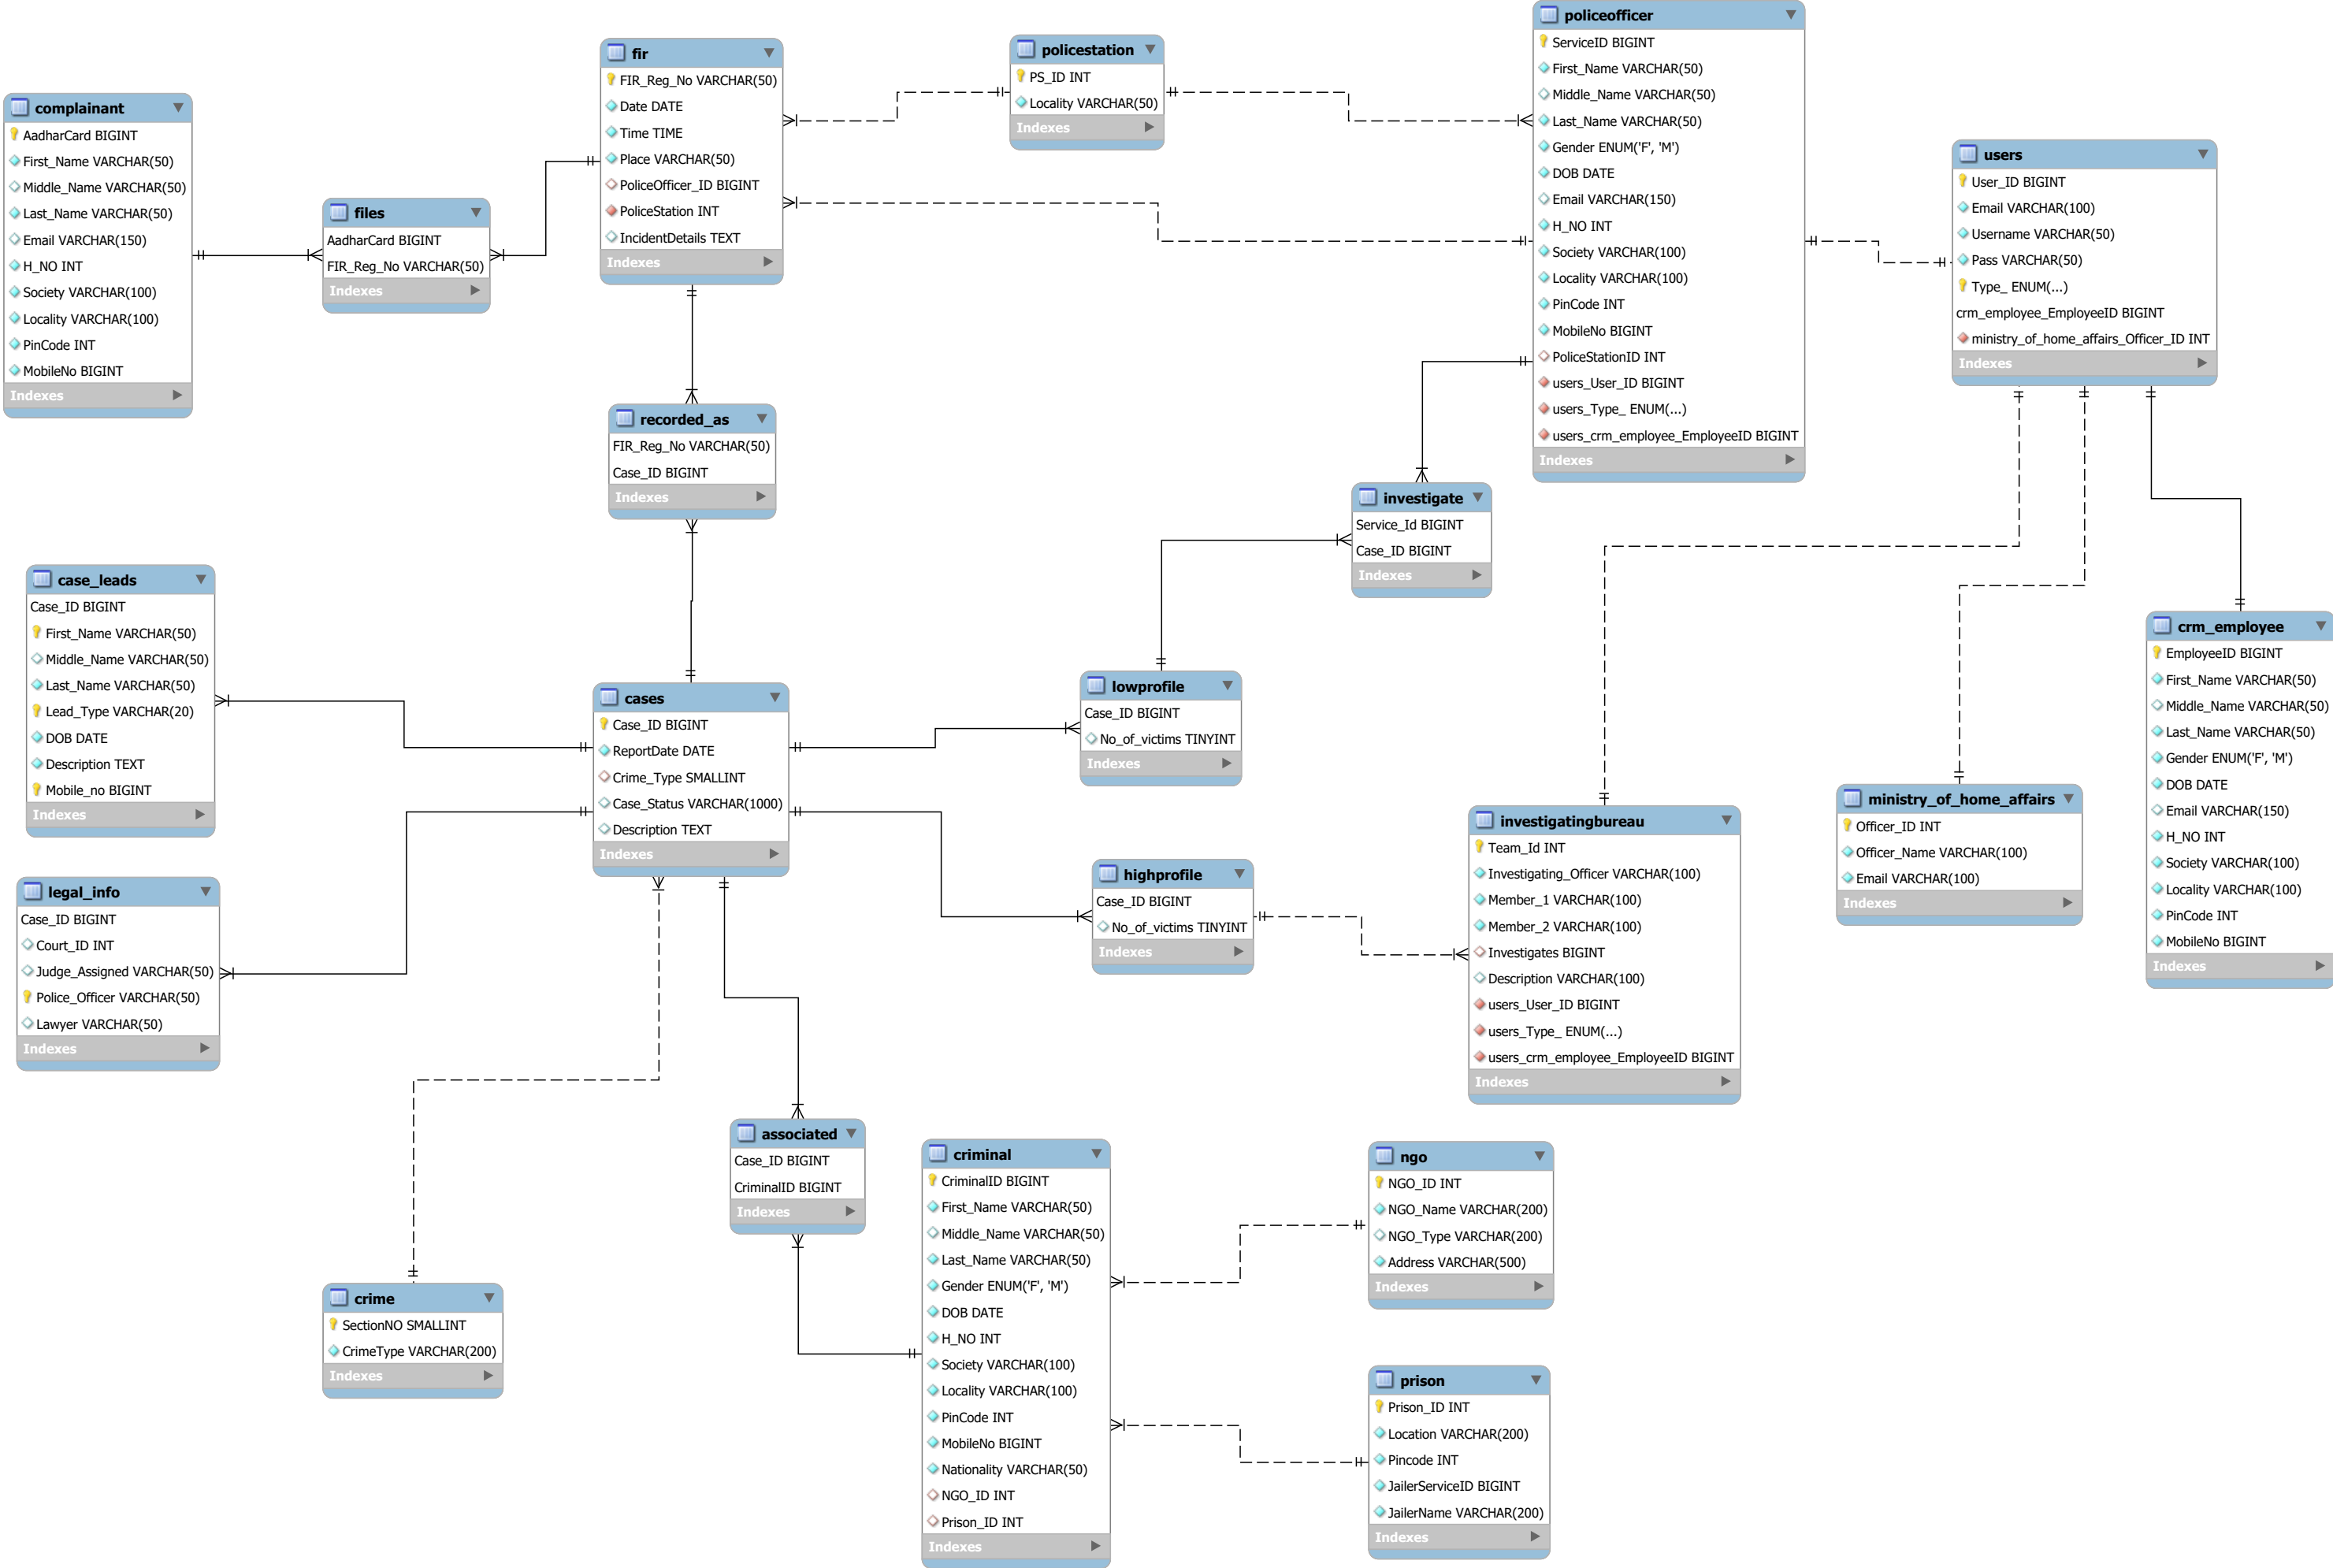 complainant
AadharCard BIGINT
First_Name VARCHAR(50)
Middle_Name VARCHAR(50)
Last_Name VARCHAR(50)
Email VARCHAR(150)
H_NO INT
Society VARCHAR(100)
Locality VARCHAR(100)
PinCode INT
MobileNo BIGINT
Indexes
files
AadharCard BIGINT
FIR_Reg_No VARCHAR(50)
Indexes
fir
FIR_Reg_No VARCHAR(50)
Date DATE
Time TIME
Place VARCHAR(50)
PoliceOfficer_ID BIGINT
PoliceStation INT
IncidentDetails TEXT
Indexes
policestation
PS_ID INT
Locality VARCHAR(50)
Indexes
policeofficer
ServiceID BIGINT
First_Name VARCHAR(50)
Middle_Name VARCHAR(50)
Last_Name VARCHAR(50)
Gender ENUM('F', 'M')
DOB DATE
Email VARCHAR(150)
H_NO INT
Society VARCHAR(100)
Locality VARCHAR(100)
PinCode INT
MobileNo BIGINT
PoliceStationID INT
users_User_ID BIGINT
users_Type_ ENUM(...)
users_crm_employee_EmployeeID BIGINT
Indexes
users
User_ID BIGINT
Email VARCHAR(100)
Username VARCHAR(50)
Pass VARCHAR(50)
Type_ ENUM(...)
crm_employee_EmployeeID BIGINT
ministry_of_home_affairs_Officer_ID INT
Indexes
recorded_as
FIR_Reg_No VARCHAR(50)
Case_ID BIGINT
Indexes
investigate
Service_Id BIGINT
Case_ID BIGINT
Indexes
case_leads
Case_ID BIGINT
First_Name VARCHAR(50)
Middle_Name VARCHAR(50)
Last_Name VARCHAR(50)
Lead_Type VARCHAR(20)
DOB DATE
Description TEXT
Mobile_no BIGINT
Indexes
cases
Case_ID BIGINT
ReportDate DATE
Crime_Type SMALLINT
Case_Status VARCHAR(1000)
Description TEXT
Indexes
lowprofile
Case_ID BIGINT
No_of_victims TINYINT
Indexes
crm_employee
EmployeeID BIGINT
First_Name VARCHAR(50)
Middle_Name VARCHAR(50)
Last_Name VARCHAR(50)
Gender ENUM('F', 'M')
DOB DATE
Email VARCHAR(150)
H_NO INT
Society VARCHAR(100)
Locality VARCHAR(100)
PinCode INT
MobileNo BIGINT
Indexes
ministry_of_home_affairs
Officer_ID INT
Officer_Name VARCHAR(100)
Email VARCHAR(100)
Indexes
investigatingbureau
Team_Id INT
Investigating_Officer VARCHAR(100)
Member_1 VARCHAR(100)
Member_2 VARCHAR(100)
Investigates BIGINT
Description VARCHAR(100)
users_User_ID BIGINT
users_Type_ ENUM(...)
users_crm_employee_EmployeeID BIGINT
Indexes
highprofile
Case_ID BIGINT
No_of_victims TINYINT
Indexes
legal_info
Case_ID BIGINT
Court_ID INT
Judge_Assigned VARCHAR(50)
Police_Officer VARCHAR(50)
Lawyer VARCHAR(50)
Indexes
associated
Case_ID BIGINT
CriminalID BIGINT
Indexes
criminal
CriminalID BIGINT
First_Name VARCHAR(50)
Middle_Name VARCHAR(50)
Last_Name VARCHAR(50)
Gender ENUM('F', 'M')
DOB DATE
H_NO INT
Society VARCHAR(100)
Locality VARCHAR(100)
PinCode INT
MobileNo BIGINT
Nationality VARCHAR(50)
NGO_ID INT
Prison_ID INT
Indexes
ngo
NGO_ID INT
NGO_Name VARCHAR(200)
NGO_Type VARCHAR(200)
Address VARCHAR(500)
Indexes
crime
SectionNO SMALLINT
CrimeType VARCHAR(200)
Indexes
prison
Prison_ID INT
Location VARCHAR(200)
Pincode INT
JailerServiceID BIGINT
JailerName VARCHAR(200)
Indexes